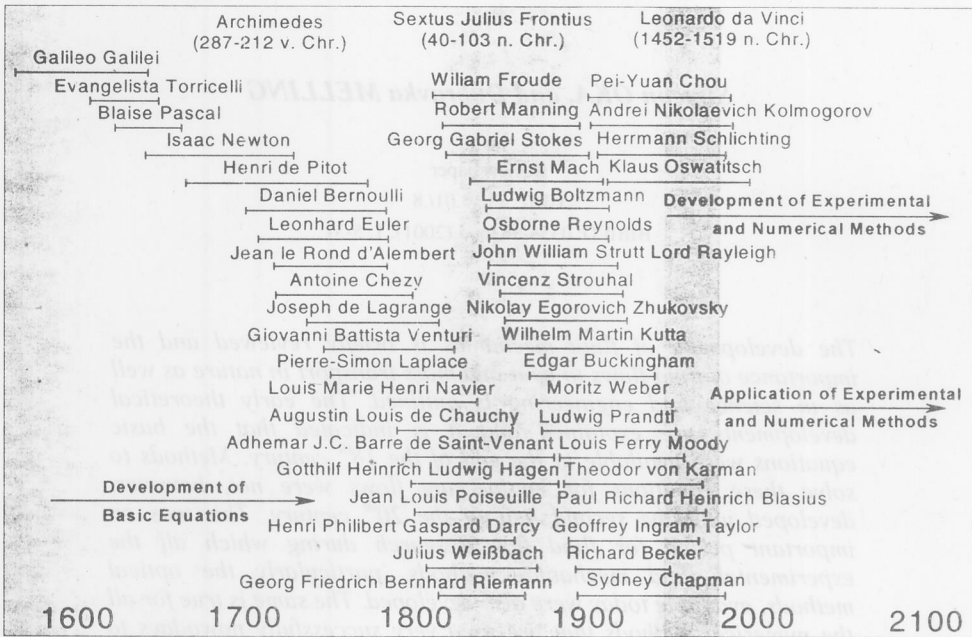 Archimedes
(287-212 v. Chr.)
Sextus Julius Frontius
(40-103 n. Chr.)
Leonardo da Vinci
(1452-1519 n. Chr.)
Galileo Galilei
Evangelista Torricelli
Blaise Pascal
Isaac Newton
Henri de Pitot
Daniel Bernoulli
Leonhard Euler
Jean le Rond d'Alembert
Antoine Chezy
Joseph de Lagrange
Giovanni Battista Venturi
Pierre-Simon Laplace
Louis Marie Henri Navier
Augustin Louis de Chauchy
Adhemar J.C. Barre de Saint-Venant
Gotthilf Heinrich Ludwig Hagen
Jean Louis Poiseuille
Henri Philibert Gaspard Darcy
Julius Weißbach
Georg Friedrich Bernhard Riemann
Wiliam Froude
Robert Manning
Georg Gabriel Stokes
Ernst Mach
Ludwig Boltzmann
Osborne Reynolds
John William Strutt Lord Rayleigh
Vincenz Strouhal
Nikolay Egorovich Zhukovsky
Wilhelm Martin Kutta
Edgar Buckingham
Moritz Weber
Ludwig Prandtl
Louis Ferry Moody
Theodor von Karman
Paul Richard Heinrich Blasius
Geoffrey Ingram Taylor
Richard Becker
Sydney Chapman
Pei-Yuan Chou
Andrei Nikolaevich Kolmogorov
Herrmann Schlichting
Klaus Oswatitsch
Development of Experimental
and Numerical Methods
Application of Experimental
and Numerical Methods
Development of
Basic Equations
1600 1700 1800 1900 2000 2100